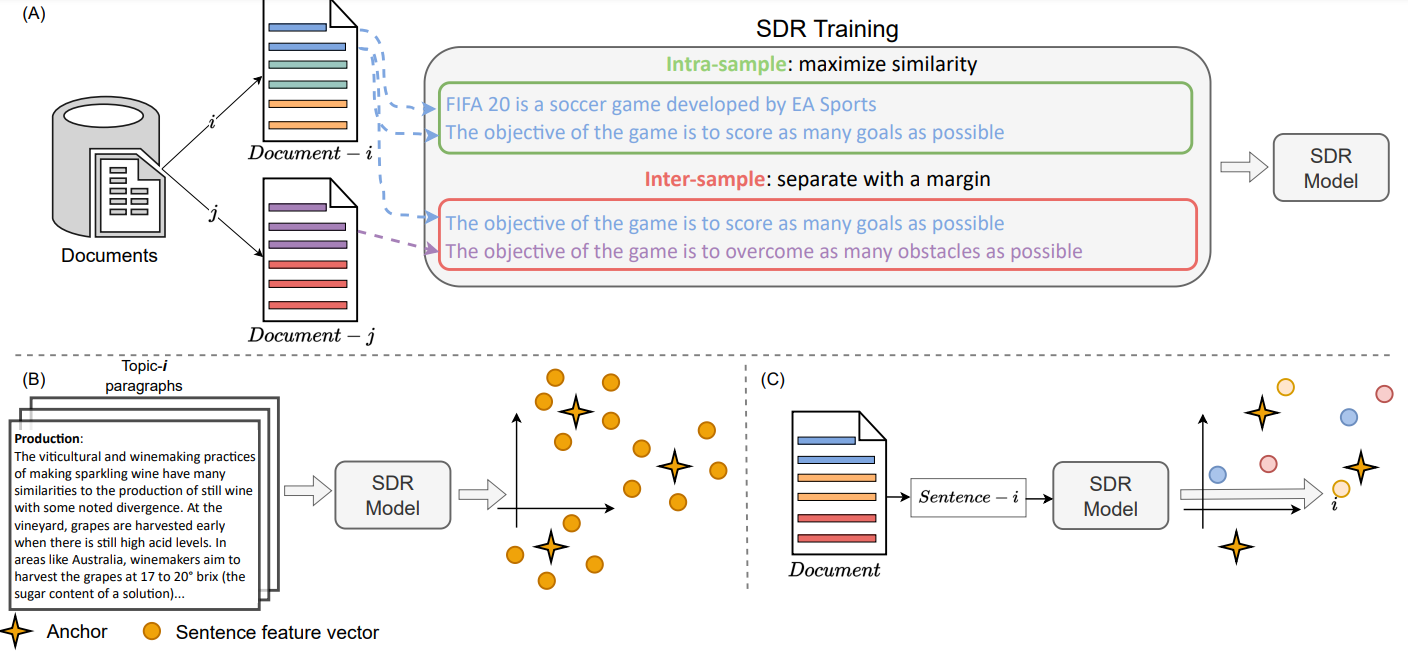 (A)
SDR Training
Intra-sample: maximize similarity
FIFA 20 is a soccer game developed by EA Sports
The objective of the game is to score as many goals as possible
i
Document − i
Inter-sample: separate with a margin
The objective of the game is to score as many goals as possible
The objective of the game is to overcome as many obstacles as possible
j
Documents
Document − j
SDR
Model
(B)
Topic-i
paragraphs
Production:
The viticultural and winemaking practices
of making sparkling wine have many
similarities to the production of still wine
with some noted divergence. At the
vineyard, grapes are harvested early
when there is still high acid levels. In
areas like Australia, winemakers aim to
harvest the grapes at 17 to 20° brix (the
sugar content of a solution)...
SDR
Model
(C)
Document
Sentence − i
SDR
Model
i
Anchor
Sentence feature vector